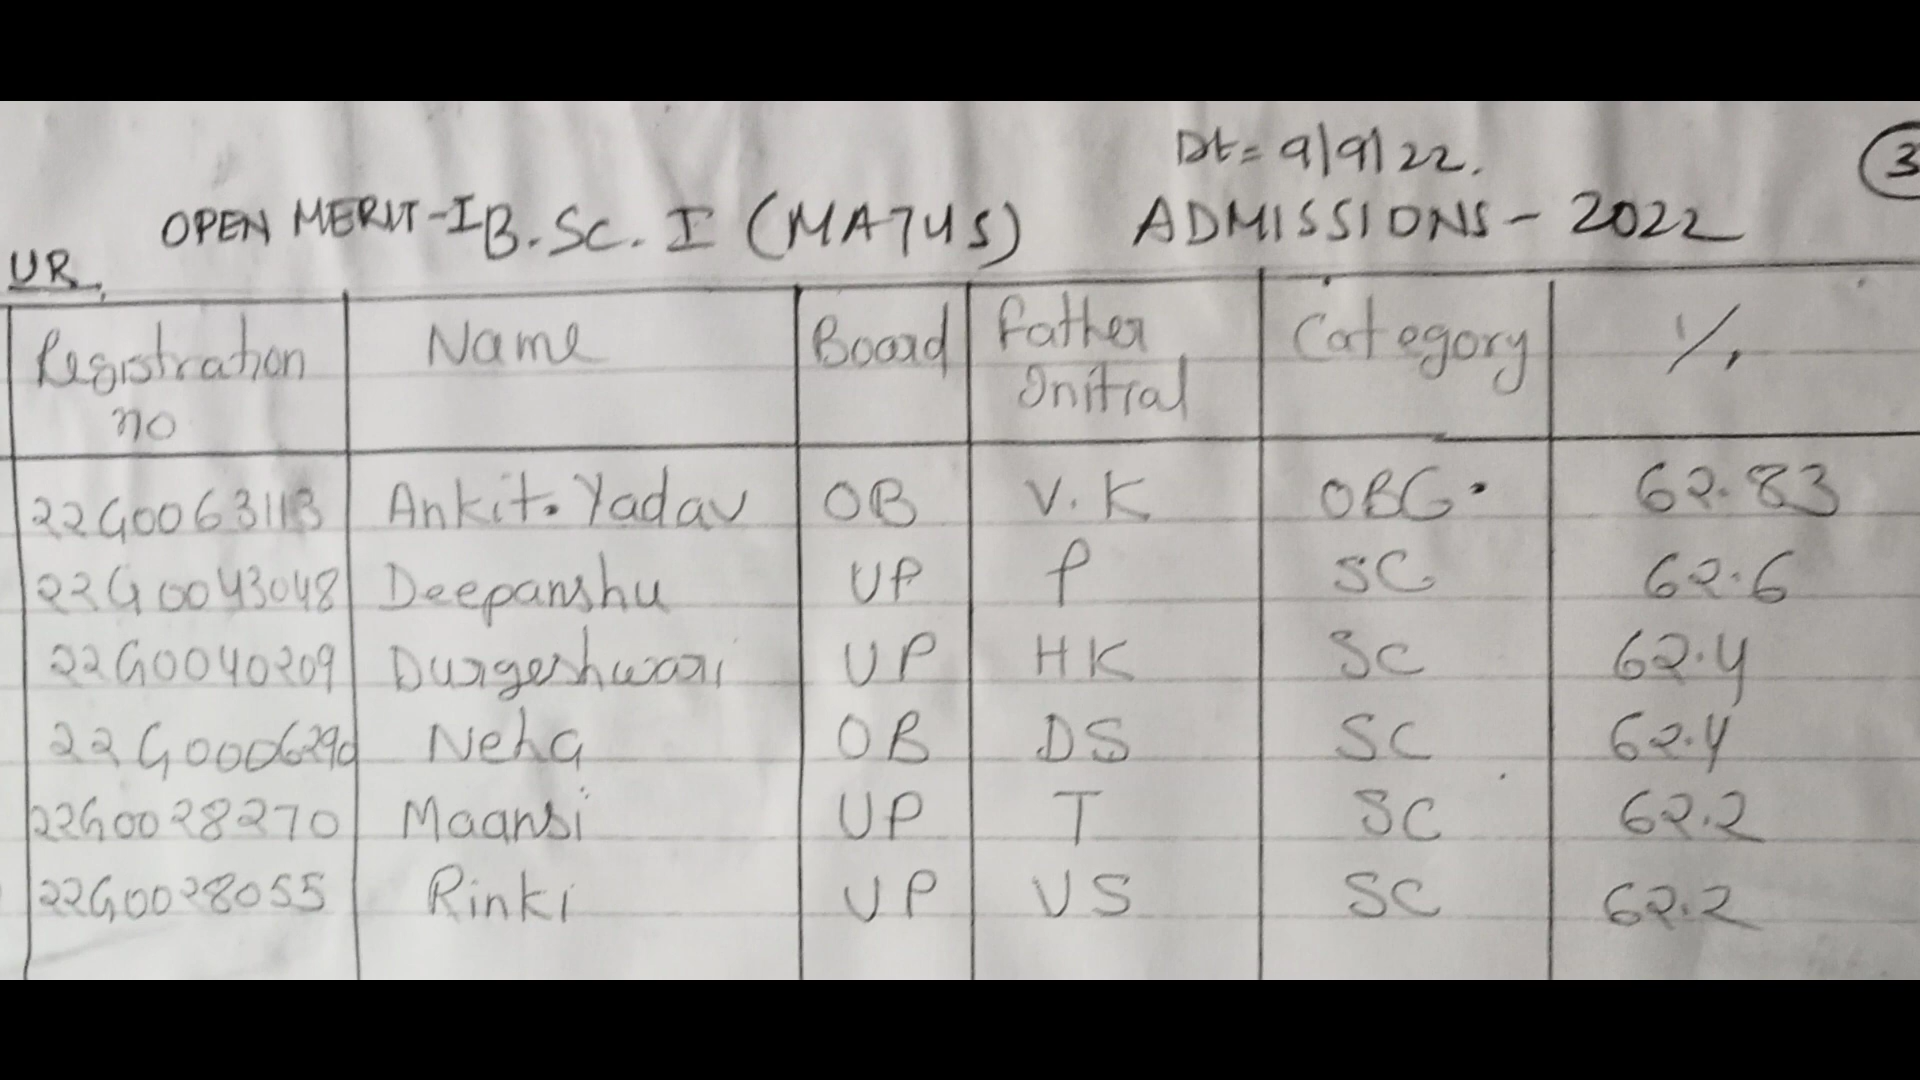 Dt = 9/9/22.
3
OPEN MERIT-I B.SC. I (MATHS) ADMISSIONS - 2022
UR.
Registration no Name Board Father Initial Category %
Ankit. Yadav OB V.K OBC. 62.83
22G0043048 Deepanshu UP P SC 62.6
22G0040209 Durgeshwari UP HK SC 62.4
Neha OB DS SC 62.4
22G0028270 Maansi UP T SC 62.2
22G0028055 Rinki UP VS SC 62.2